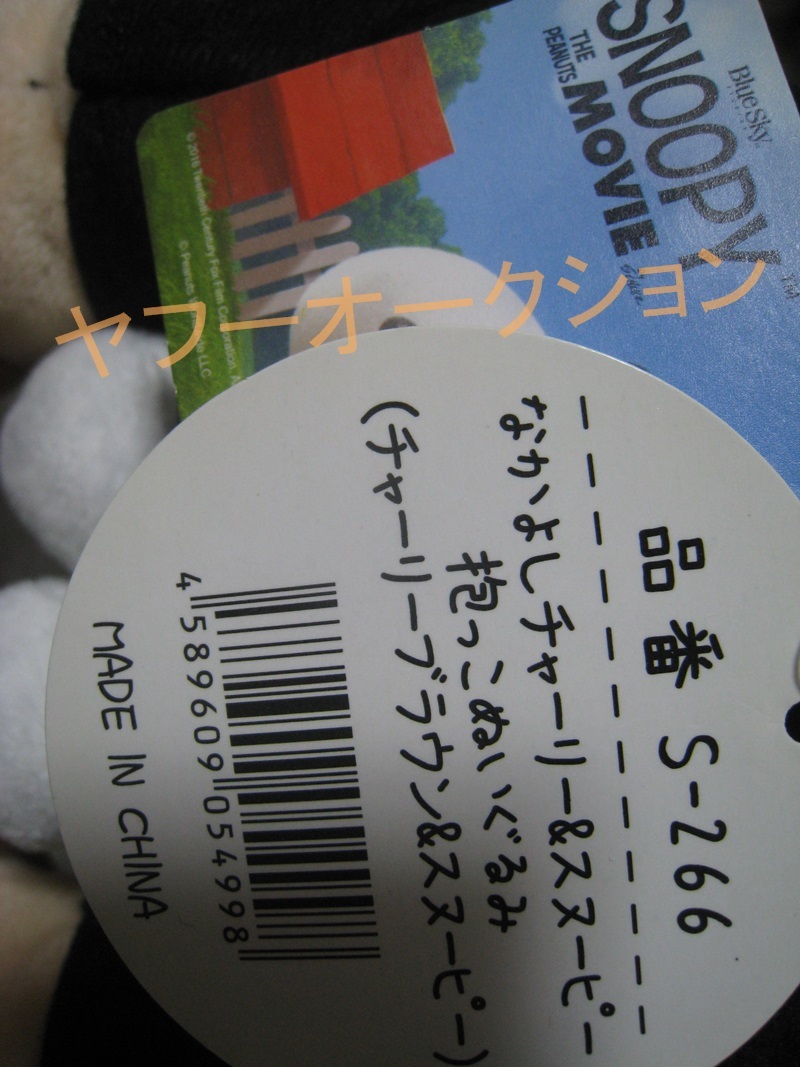 BlueSky
SNOOPY
THE
PEANUTS
MOVIE
TM
ヤフーオークション
品番 S-266
なかよしチャーリー&スヌーピー
抱っこぬいぐるみ
(チャーリーブラウン&スヌーピー)
4 589609 054998
MADE IN CHINA